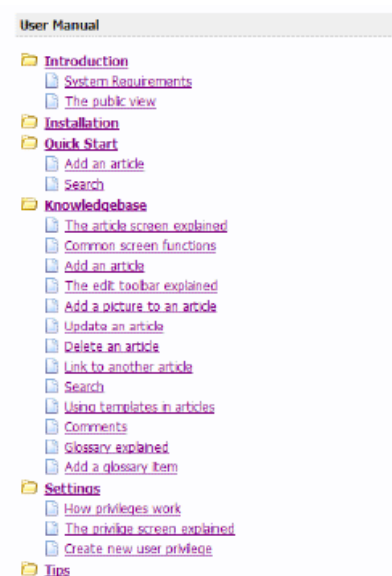 User Manual
Introduction
System Requirements
The public view
Installation
Quick Start
Add an article
Search
Knowledgebase
The article screen explained
Common screen functions
Add an article
The edit toolbar explained
Add a picture to an article
Update an article
Delete an article
Link to another article
Search
Using templates in articles
Comments
Glossary explained
Add a glossary item
Settings
How privileges work
The privilige screen explained
Create new user privilege
Tips